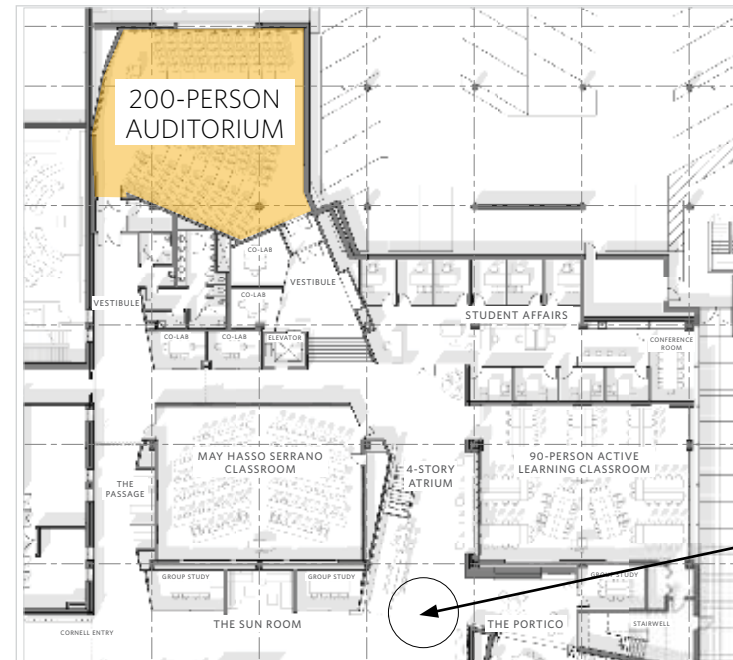 200-PERSON
AUDITORIUM
CO-LAB
VESTIBULE
CO-LAB
VESTIBULE
STUDENT AFFAIRS
CO-LAB
CO-LAB
ELEVATOR
CONFERENCE
ROOM
MAY HASSO SERRANO
CLASSROOM
4-STORY
ATRIUM
90-PERSON ACTIVE
LEARNING CLASSROOM
THE
PASSAGE
GROUP STUDY
GROUP STUDY
GROUP STUDY
THE SUN ROOM
THE PORTICO
STAIRWELL
CORNELL ENTRY